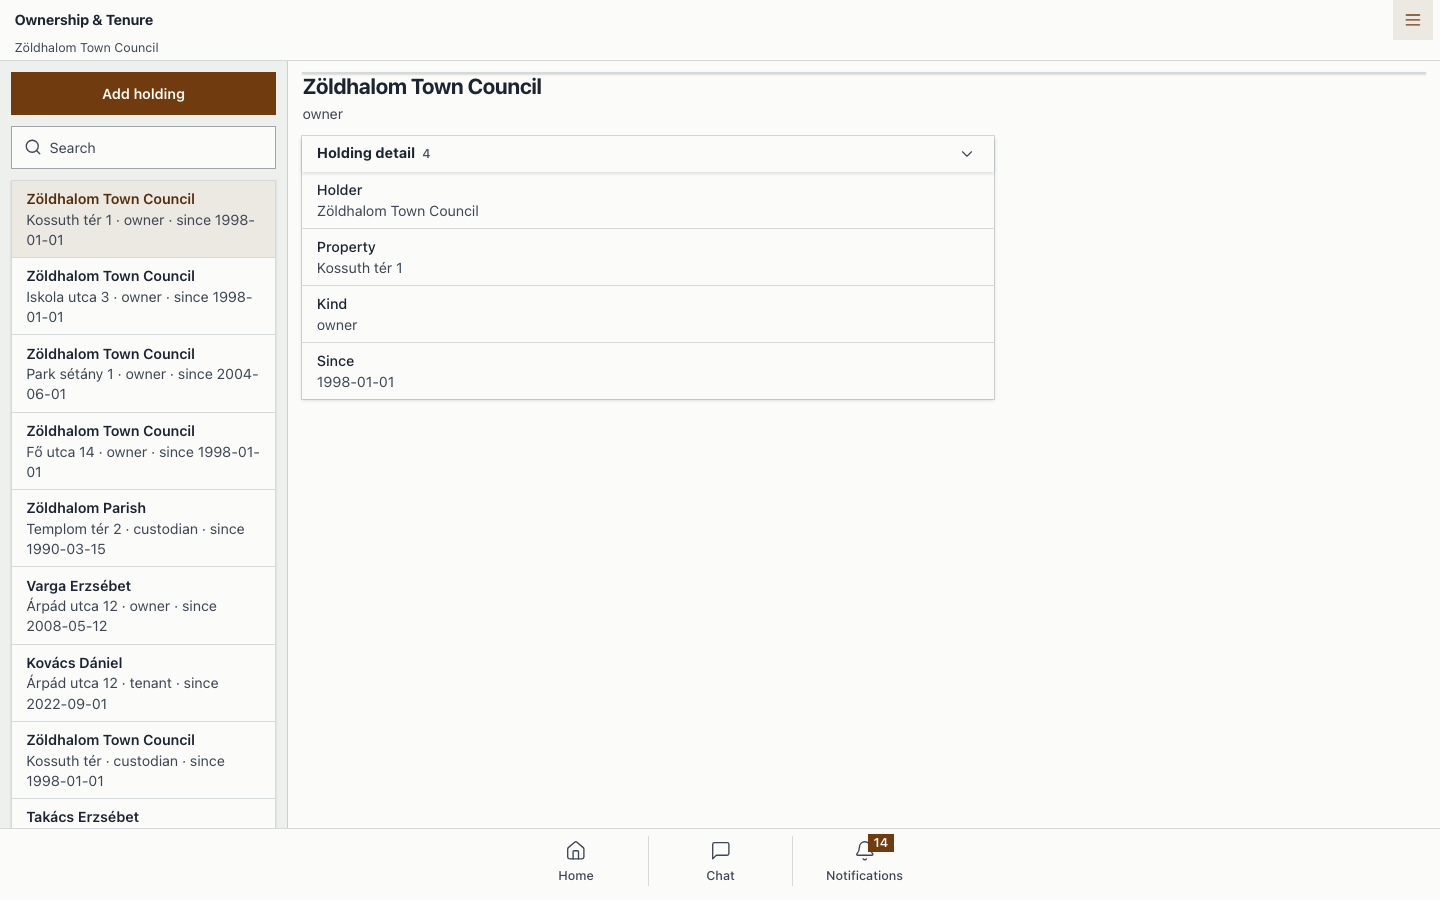 Ownership & Tenure
Zöldhalom Town Council
Add holding
Search
Zöldhalom Town Council
Kossuth tér 1 · owner · since 1998-
01-01
Zöldhalom Town Council
Iskola utca 3 · owner · since 1998-
01-01
Zöldhalom Town Council
Park sétány 1 · owner · since 2004-
06-01
Zöldhalom Town Council
Fő utca 14 · owner · since 1998-01-
01
Zöldhalom Parish
Templom tér 2 · custodian · since
1990-03-15
Varga Erzsébet
Árpád utca 12 · owner · since
2008-05-12
Kovács Dániel
Árpád utca 12 · tenant · since
2022-09-01
Zöldhalom Town Council
Kossuth tér · custodian · since
1998-01-01
Takács Erzsébet
Zöldhalom Town Council
owner
Holding detail 4
Holder
Zöldhalom Town Council
Property
Kossuth tér 1
Kind
owner
Since
1998-01-01
Home
Chat
14
Notifications